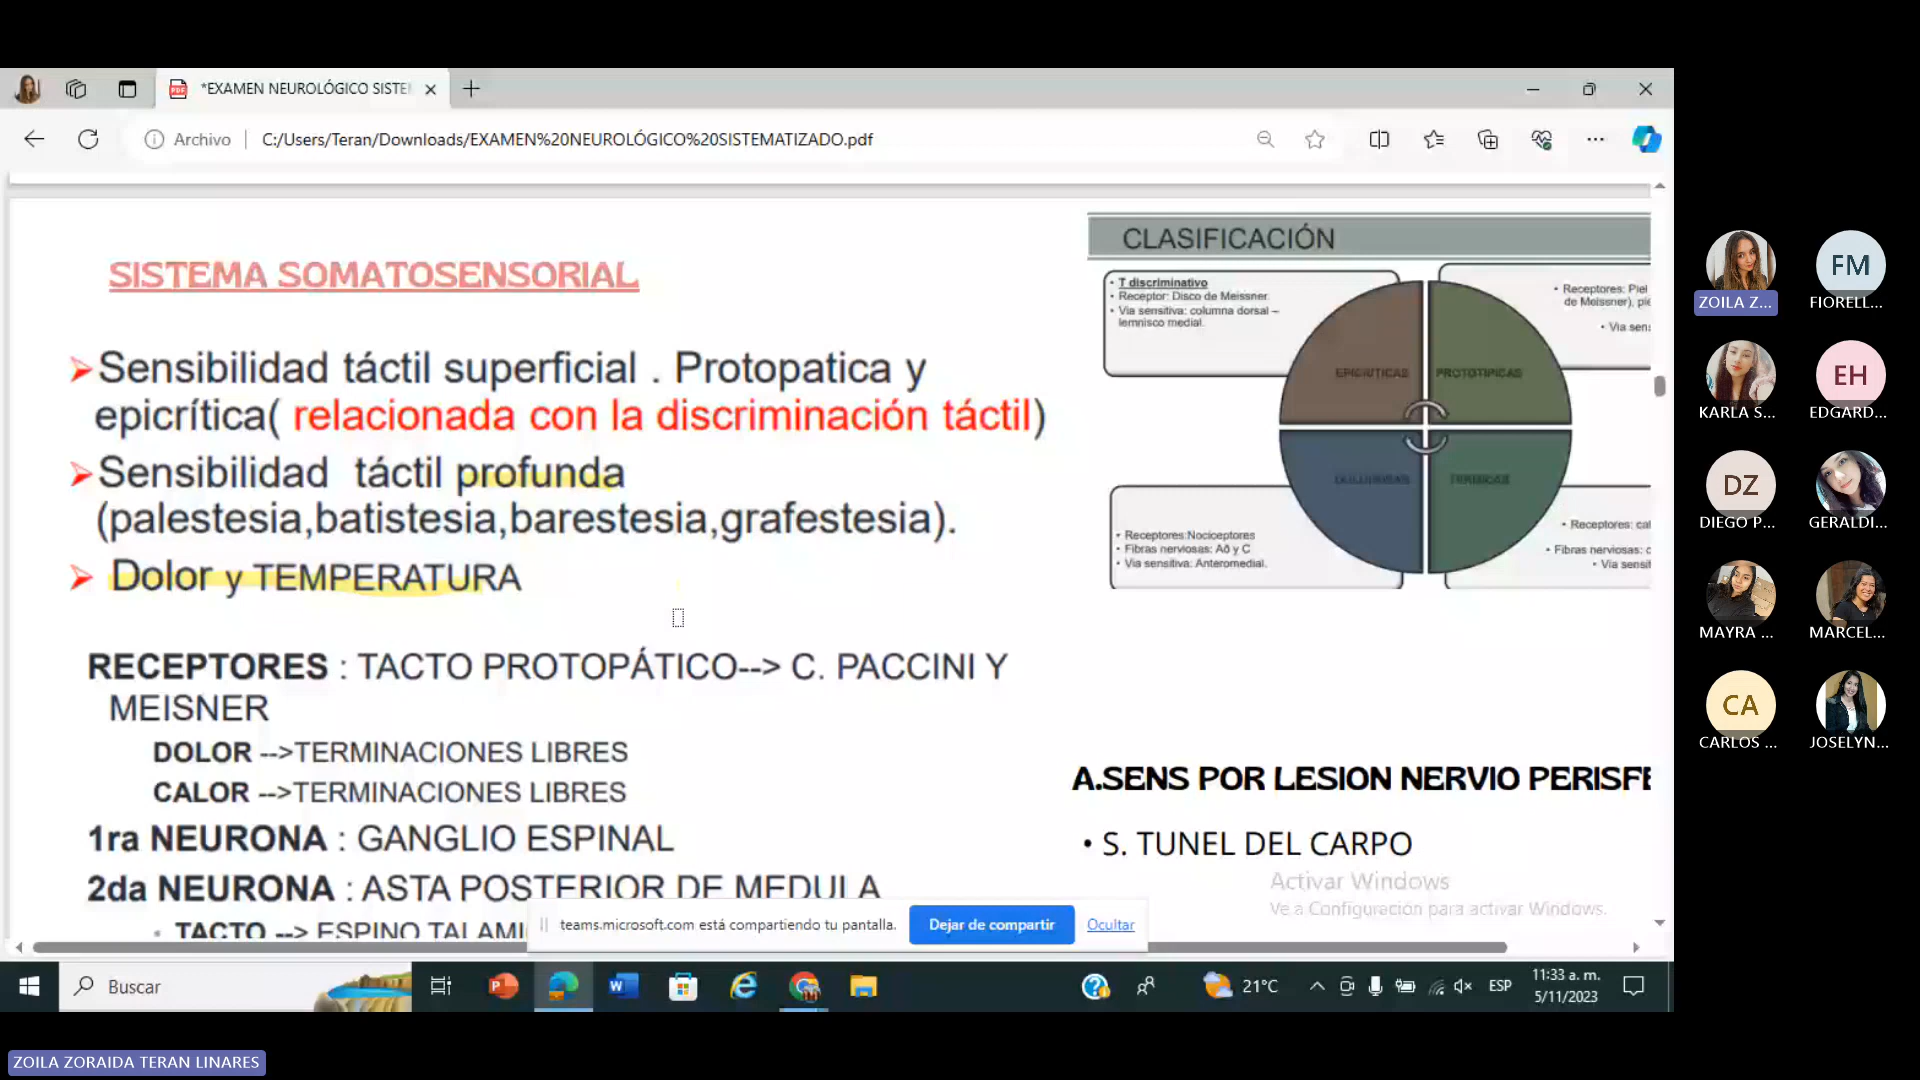 *EXAMEN NEUROLÓGICO SISTE
Archivo
C:/Users/Teran/Downloads/EXAMEN%20NEUROLÓGICO%20SISTEMATIZADO.pdf
SISTEMA SOMATOSENSORIAL
Sensibilidad táctil superficial . Protopatica y
epicrítica( relacionada con la discriminación táctil)
Sensibilidad táctil profunda
(palestesia,batistesia,barestesia,grafestesia).
Dolor y TEMPERATURA
RECEPTORES : TACTO PROTOPÁTICO--> C. PACCINI Y
MEISNER
DOLOR -->TERMINACIONES LIBRES
CALOR -->TERMINACIONES LIBRES
1ra NEURONA : GANGLIO ESPINAL
2da NEURONA : ASTA POSTERIOR DE MEDULA
• TACTO --> ESPINO TALAMI
CLASIFICACIÓN
• T discriminativo
• Receptor: Disco de Meissner.
• Via sensitiva: columna dorsal –
lemnisco medial.
• Receptores: Piel
de Meissner), pie
• Via sens
EPICRITICAS
PROTOTIPICAS
• Receptores:Nociceptores
• Fibras nerviosas: Aδ y C
• Via sensitiva: Anteromedial.
• Receptores: cal
• Fibras nerviosas: c
• Via sensit
A.SENS POR LESION NERVIO PERISFE
• S. TUNEL DEL CARPO
Activar Windows
Ve a Configuración para activar Windows.
teams.microsoft.com está compartiendo tu pantalla.
Dejar de compartir
Ocultar
Buscar
21°C
ESP
11:33 a. m.
5/11/2023
ZOILA Z...
FM
FIORELL...
KARLA S...
EH
EDGARD...
DZ
DIEGO P...
GERALDI...
MAYRA ...
MARCEL...
CA
CARLOS ...
JOSELYN...
ZOILA ZORAIDA TERAN LINARES